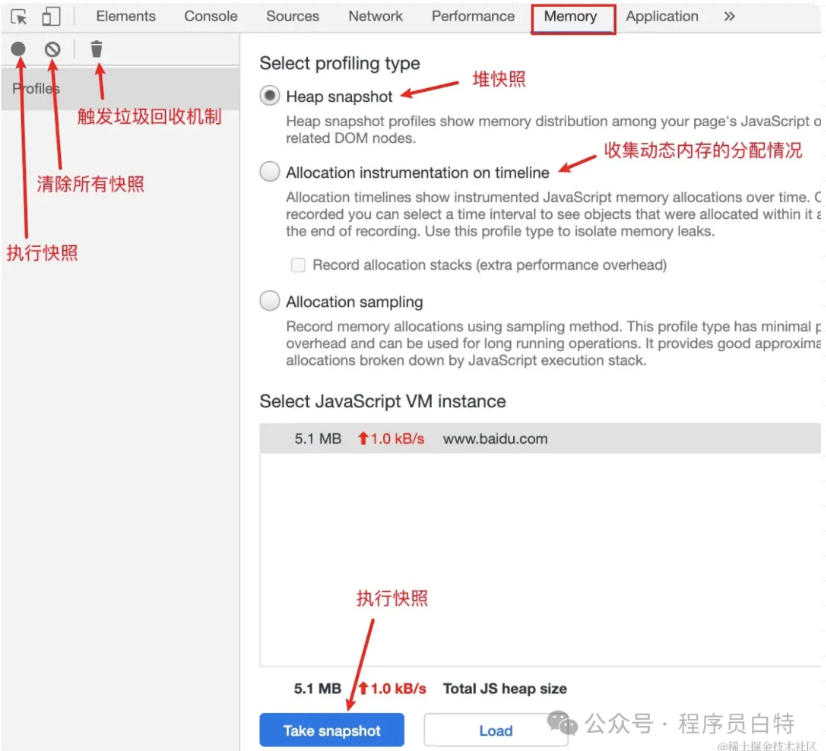 Elements Console Sources Network Performance Memory Application »
Profiles
触发垃圾回收机制
清除所有快照
执行快照
Select profiling type
Heap snapshot
堆快照
Heap snapshot profiles show memory distribution among your page's JavaScript o
related DOM nodes.
收集动态内存的分配情况
Allocation instrumentation on timeline
Allocation timelines show instrumented JavaScript memory allocations over time. O
recorded you can select a time interval to see objects that were allocated within it a
the end of recording. Use this profile type to isolate memory leaks.
Record allocation stacks (extra performance overhead)
Allocation sampling
Record memory allocations using sampling method. This profile type has minimal p
overhead and can be used for long running operations. It provides good approxima
allocations broken down by JavaScript execution stack.
Select JavaScript VM instance
5.1 MB 1.0 kB/s www.baidu.com
执行快照
5.1 MB 1.0 kB/s Total JS heap size
Take snapshot Load
公众号 · 程序员白特
@稀土掘金技术社区